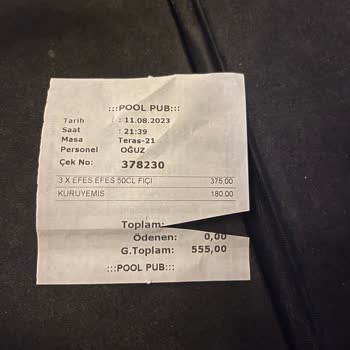 :::POOL PUB:::
Tarih : 11.08.2023
Saat : 21:39
Masa Teras-21
Personel OĞUZ
Çek No: 378230
3 X EFES EFES 50CL FIÇI 375.00
KURUYEMIS 180.00
Toplam:
Ödenen: 0,00
G.Toplam: 555,00
:::POOL PUB:::